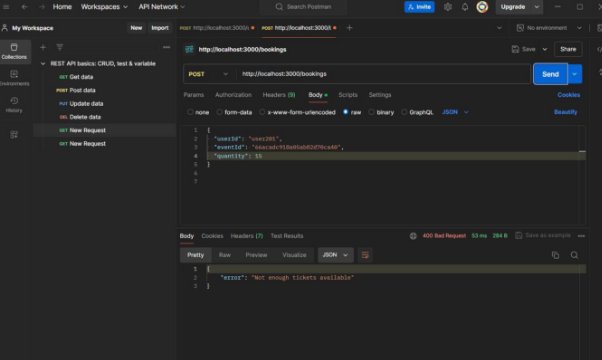 Home Workspaces API Network Search Postman Invite Upgrade
My Workspace New Import POST http://localhost:3000/ POST http://localhost:3000/ No environment
Collections
REST API basics: CRUD, test & variable
GET Get data
POST Post data
PUT Update data
DEL Delete data
GET New Request
GET New Request
Environments
History
http://localhost:3000/bookings Save Share
POST http://localhost:3000/bookings Send
Params Authorization Headers (9) Body Scripts Settings Cookies
none form-data x-www-form-urlencoded raw binary GraphQL JSON Beautify
1 {
2 "userId": "user201",
3 "eventId":
4 "quantity": 15
5 }
6
7
Body Cookies Headers (7) Test Results 400 Bad Request 53 ms 284 B Save as example
Pretty Raw Preview Visualize JSON
1 {
2 "error": "Not enough tickets available"
3 }